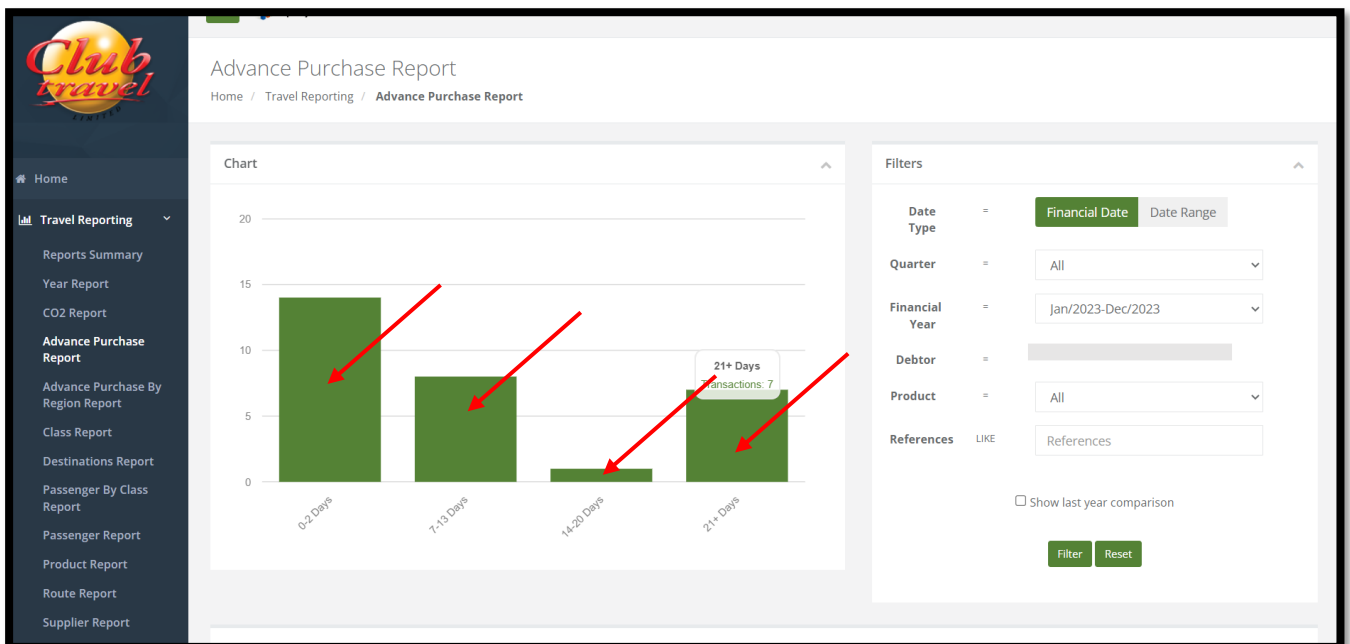 Club
travel
LIMITED
Advance Purchase Report
Home / Travel Reporting / Advance Purchase Report
Home
Travel Reporting
Reports Summary
Year Report
CO2 Report
Advance Purchase
Report
Advance Purchase By
Region Report
Class Report
Destinations Report
Passenger By Class
Report
Passenger Report
Product Report
Route Report
Supplier Report
Chart
20
15
10
5
0
21+ Days
Transactions: 7
0-2 Days
7-13 Days
14-20 Days
21+ Days
Filters
Date
Type
=
Financial Date
Date Range
Quarter
=
All
Financial
Year
=
Jan/2023-Dec/2023
Debtor
=
Product
=
All
References
LIKE
References
Show last year comparison
Filter
Reset